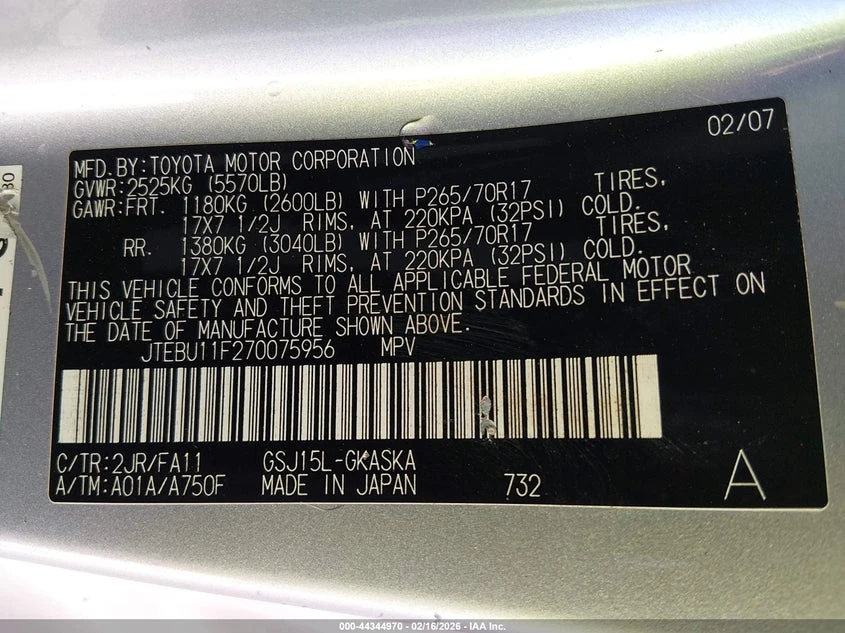 02/07
MFD.BY:TOYOTA MOTOR CORPORATION
GVWR:2525KG (5570LB)
GAWR:FRT. 1180KG (2600LB) WITH P265/70R17 TIRES,
17X7 1/2J RIMS, AT 220KPA (32PSI) COLD.
RR. 1380KG (3040LB) WITH P265/70R17 TIRES,
17X7 1/2J RIMS, AT 220KPA (32PSI) COLD.
THIS VEHICLE CONFORMS TO ALL APPLICABLE FEDERAL MOTOR
VEHICLE SAFETY AND THEFT PREVENTION STANDARDS IN EFFECT ON
THE DATE OF MANUFACTURE SHOWN ABOVE.
JTEBU11F270075956 MPV
C/TR:2JR/FA11 GSJ15L-GKASKA
A/TM:A01A/A750F MADE IN JAPAN 732 A
000-44344970 - 02/16/2026 - IAA Inc.